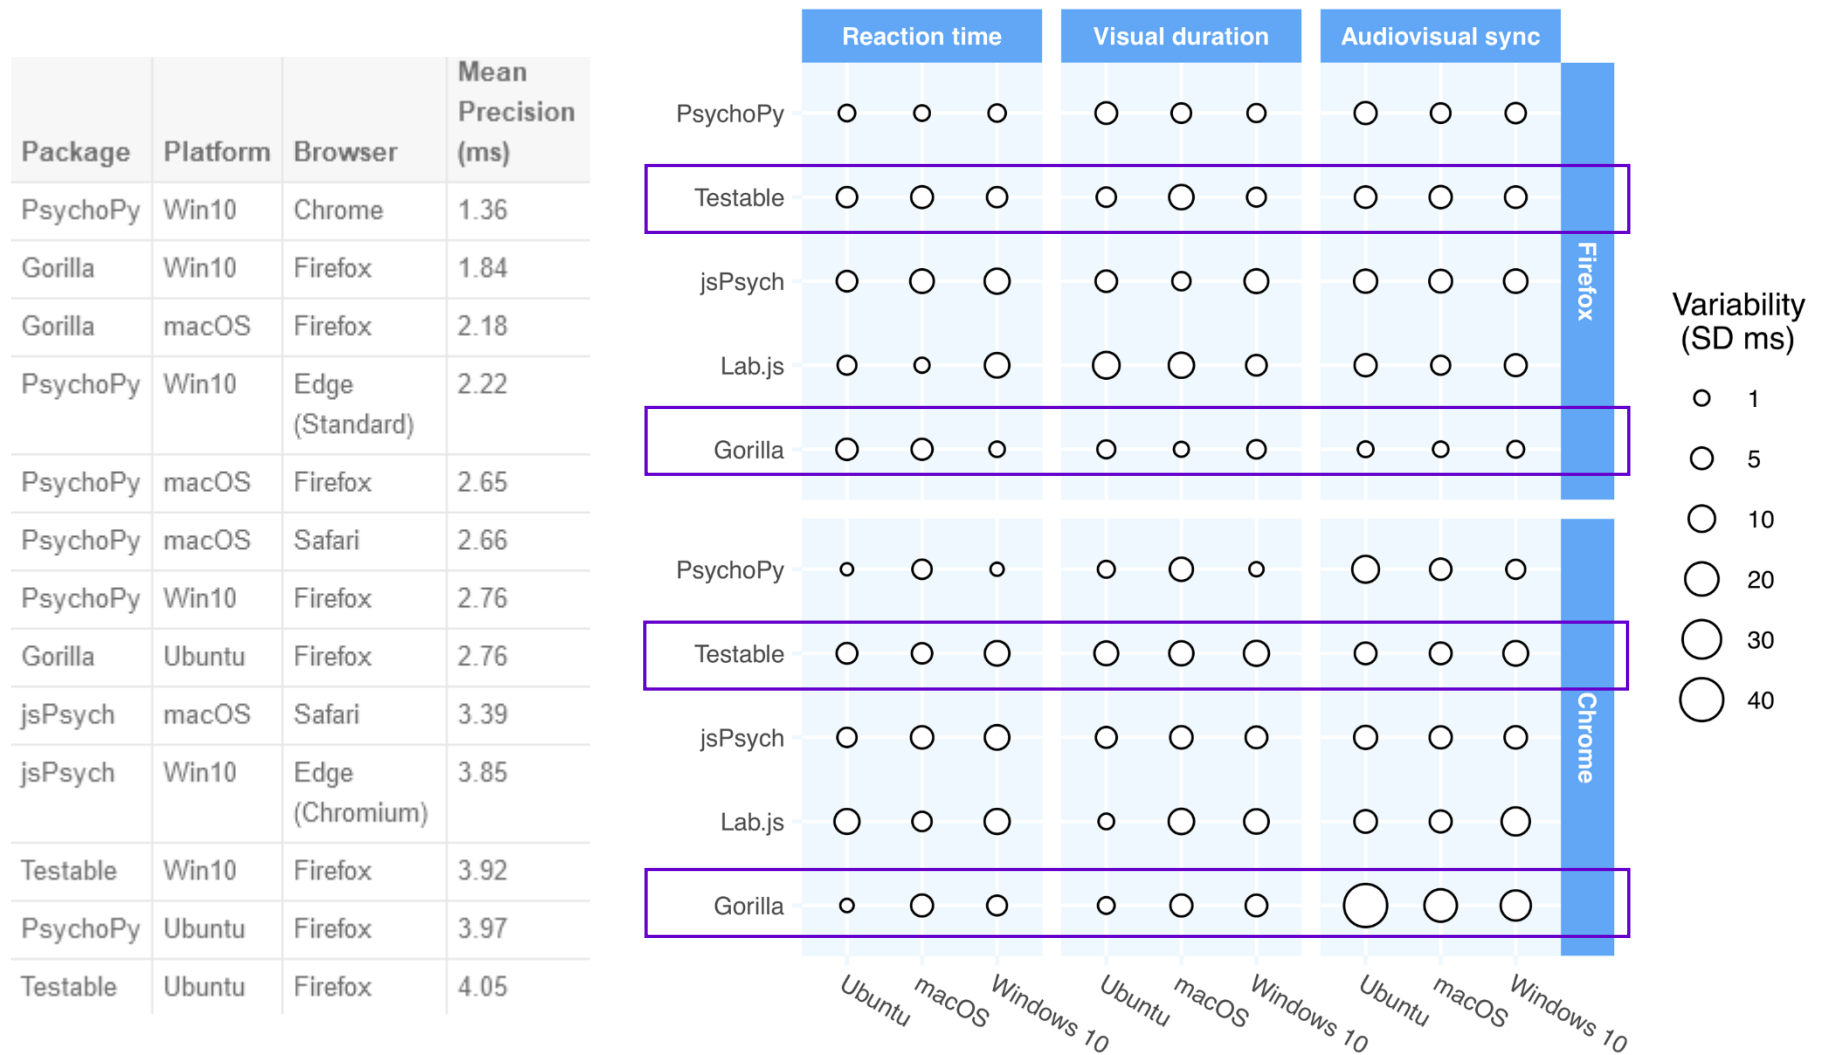 Package Platform Browser Mean Precision (ms)
PsychoPy Win10 Chrome 1.36
Gorilla Win10 Firefox 1.84
Gorilla macOS Firefox 2.18
PsychoPy Win10 Edge (Standard) 2.22
PsychoPy macOS Firefox 2.65
PsychoPy macOS Safari 2.66
PsychoPy Win10 Firefox 2.76
Gorilla Ubuntu Firefox 2.76
jsPsych macOS Safari 3.39
jsPsych Win10 Edge (Chromium) 3.85
Testable Win10 Firefox 3.92
PsychoPy Ubuntu Firefox 3.97
Testable Ubuntu Firefox 4.05
Reaction time Visual duration Audiovisual sync
PsychoPy
Testable
jsPsych
Lab.js
Gorilla
Firefox
PsychoPy
Testable
jsPsych
Lab.js
Gorilla
Chrome
Ubuntu macOS Windows 10 Ubuntu macOS Windows 10 Ubuntu macOS Windows 10
Variability
(SD ms)
1
5
10
20
30
40